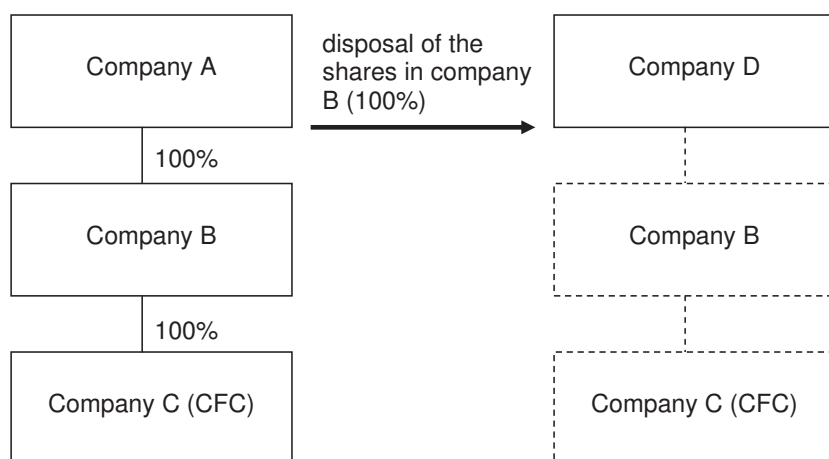 Company A
disposal of the
shares in company
B (100%)
Company D
100%
Company B
Company B
100%
Company C (CFC)
Company C (CFC)